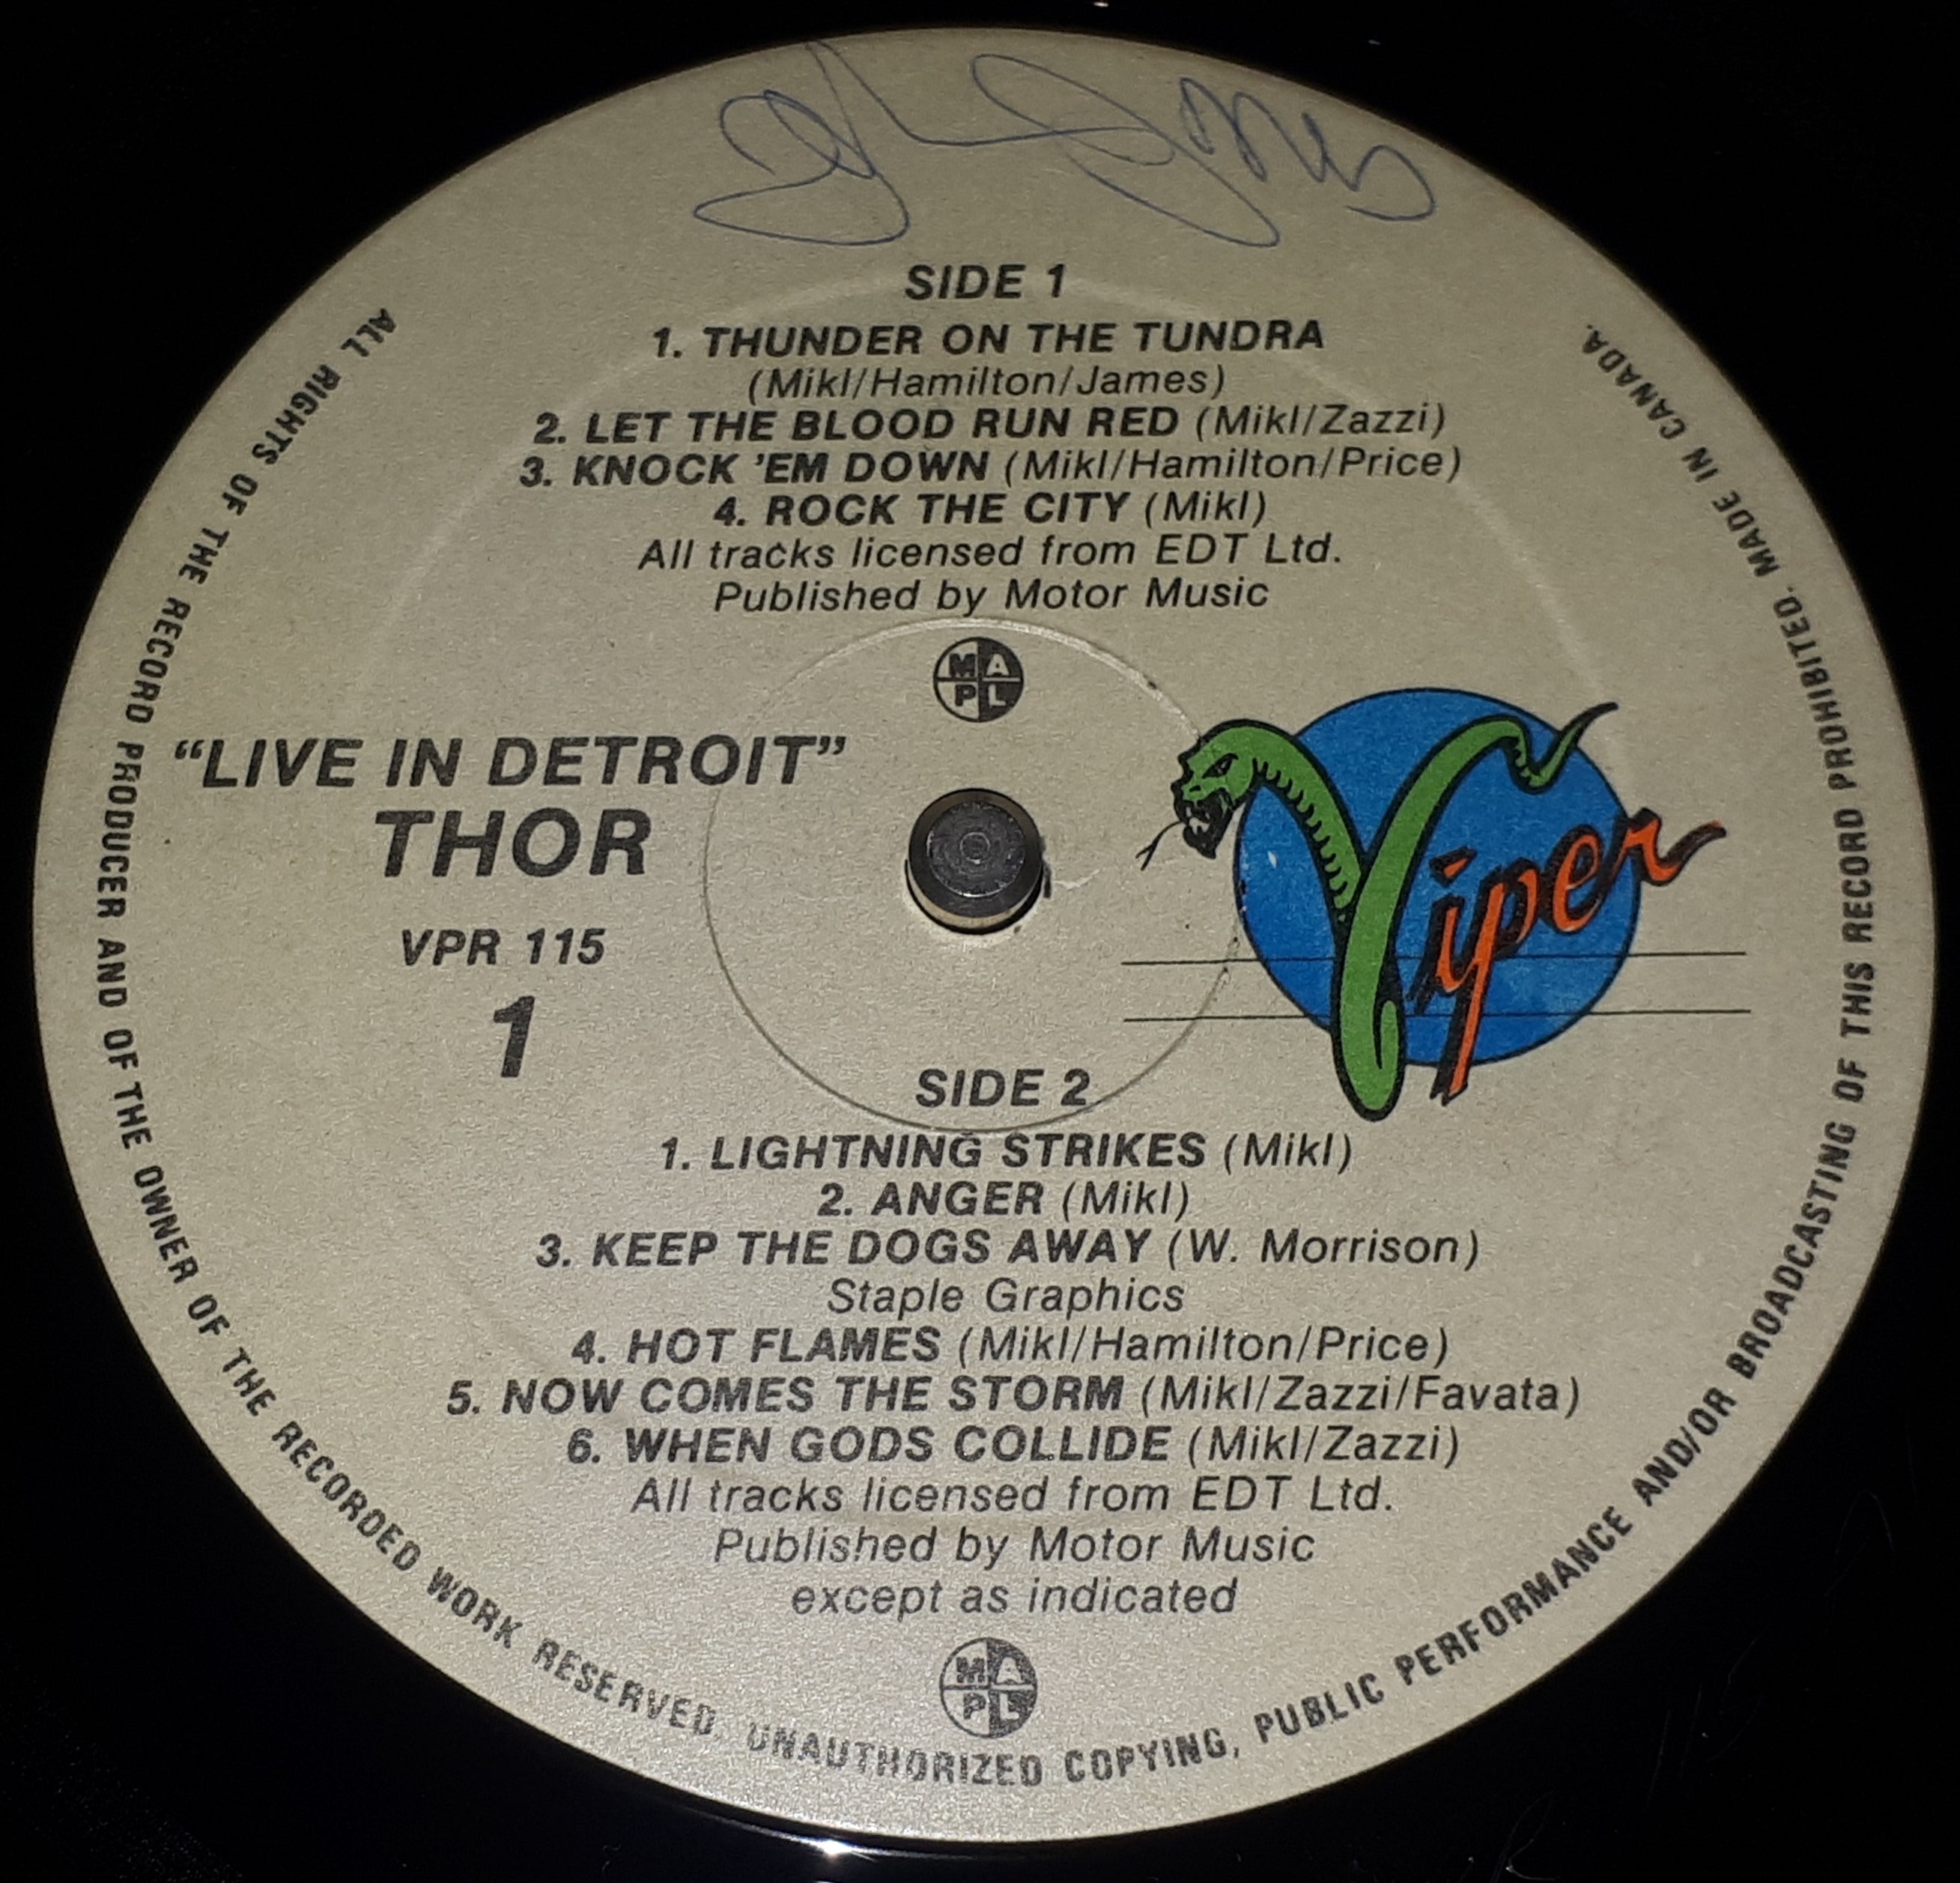 SIDE 1
1. THUNDER ON THE TUNDRA
(Mikl/Hamilton/James)
2. LET THE BLOOD RUN RED (Mikl/Zazzi)
3. KNOCK 'EM DOWN (Mikl/Hamilton/Price)
4. ROCK THE CITY (Mikl)
All tracks licensed from EDT Ltd.
Published by Motor Music
MAPL
"LIVE IN DETROIT"
THOR
VPR 115
1
Viper
SIDE 2
1. LIGHTNING STRIKES (Mikl)
2. ANGER (Mikl)
3. KEEP THE DOGS AWAY (W. Morrison)
Staple Graphics
4. HOT FLAMES (Mikl/Hamilton/Price)
5. NOW COMES THE STORM (Mikl/Zazzi/Favata)
6. WHEN GODS COLLIDE (Mikl/Zazzi)
All tracks licensed from EDT Ltd.
Published by Motor Music
except as indicated
MAPL
ALL RIGHTS OF THE RECORD PRODUCER AND OF THE OWNER OF THE RECORDED WORK RESERVED. UNAUTHORIZED COPYING, PUBLIC PERFORMANCE AND/OR BROADCASTING OF THIS RECORD PROHIBITED. MADE IN CANADA.